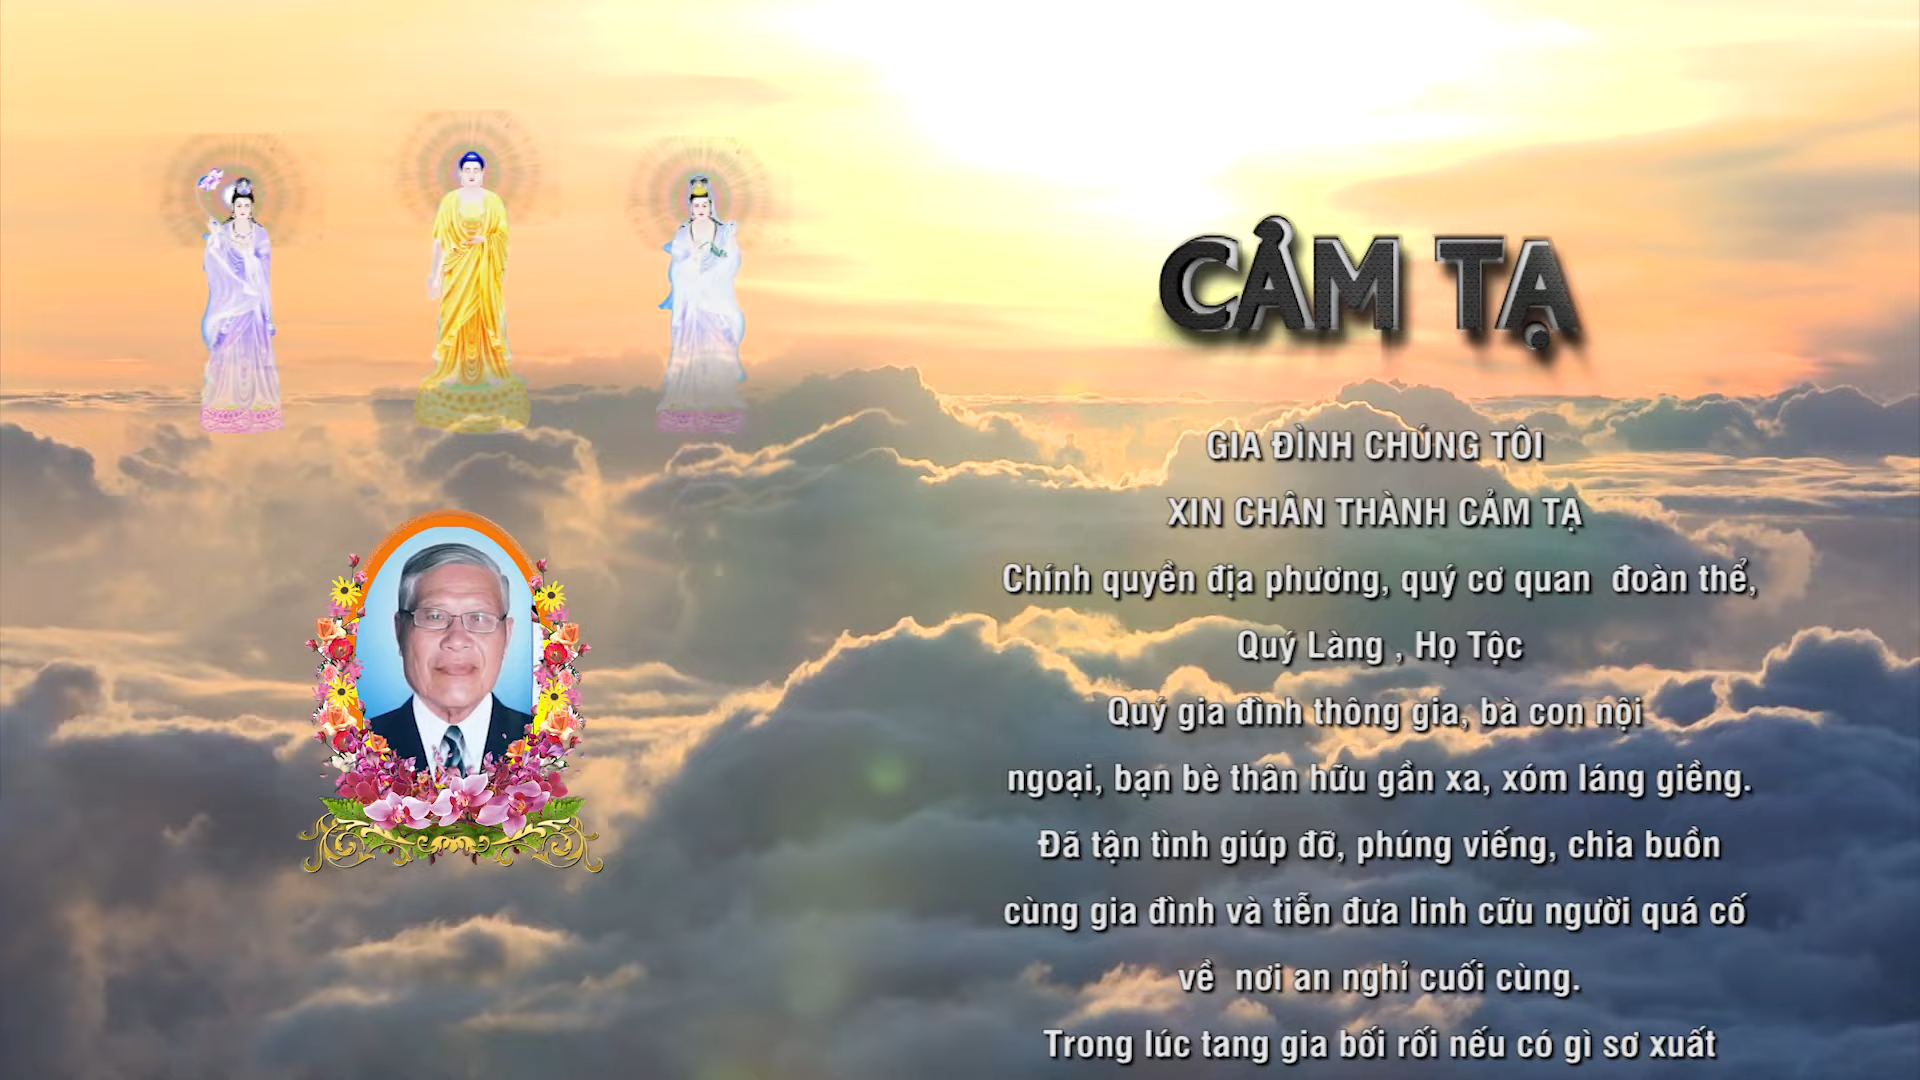 CẢM TẠ
GIA ĐÌNH CHÚNG TÔI
XIN CHÂN THÀNH CẢM TẠ
Chính quyền địa phương, quý cơ quan  đoàn thể,
Quý Làng , Họ Tộc
Quý gia đình thông gia, bà con nội
ngoại, bạn bè thân hữu gần xa, xóm láng giềng.
Đã tận tình giúp đỡ, phúng viếng, chia buồn
cùng gia đình và tiễn đưa linh cữu người quá cố
về  nơi an nghỉ cuối cùng.
Trong lúc tang gia bối rối nếu có gì sơ xuất